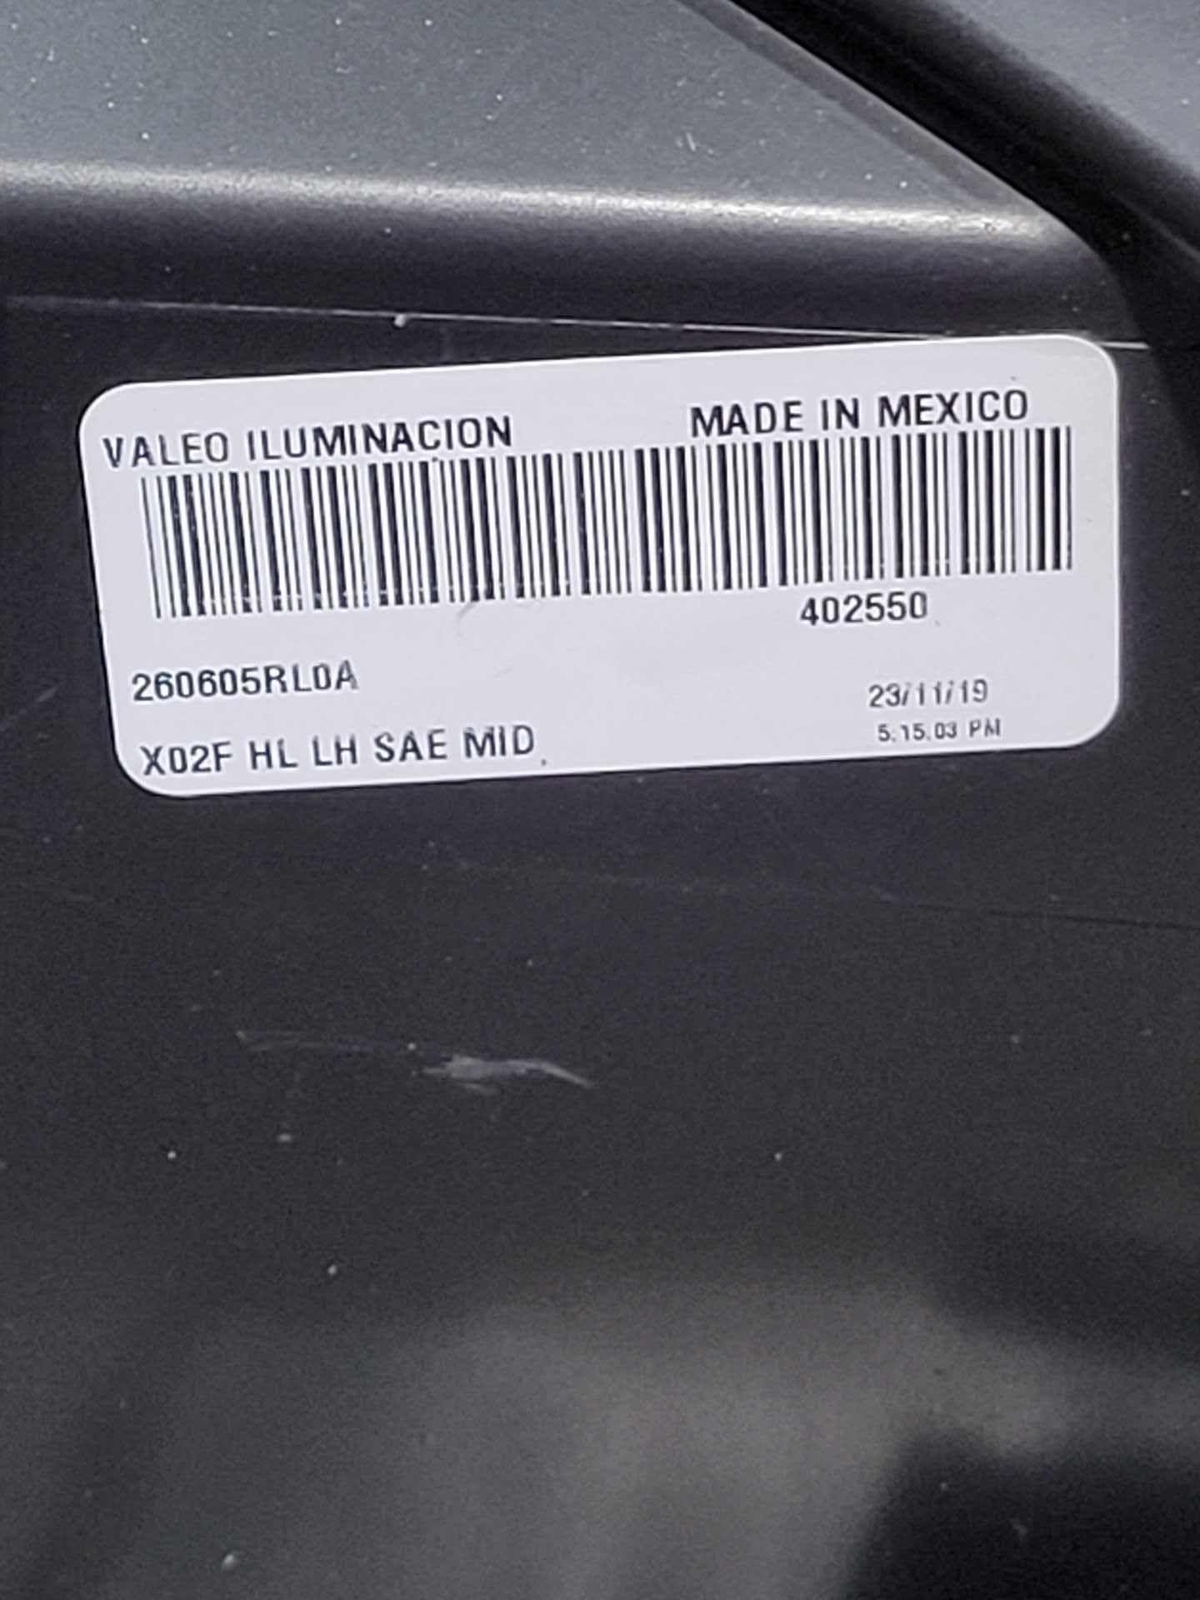 VALEO ILUMINACION MADE IN MEXICO
402550
260605RL0A
23/11/19
X02F HL LH SAE MID
5:15:03 PM